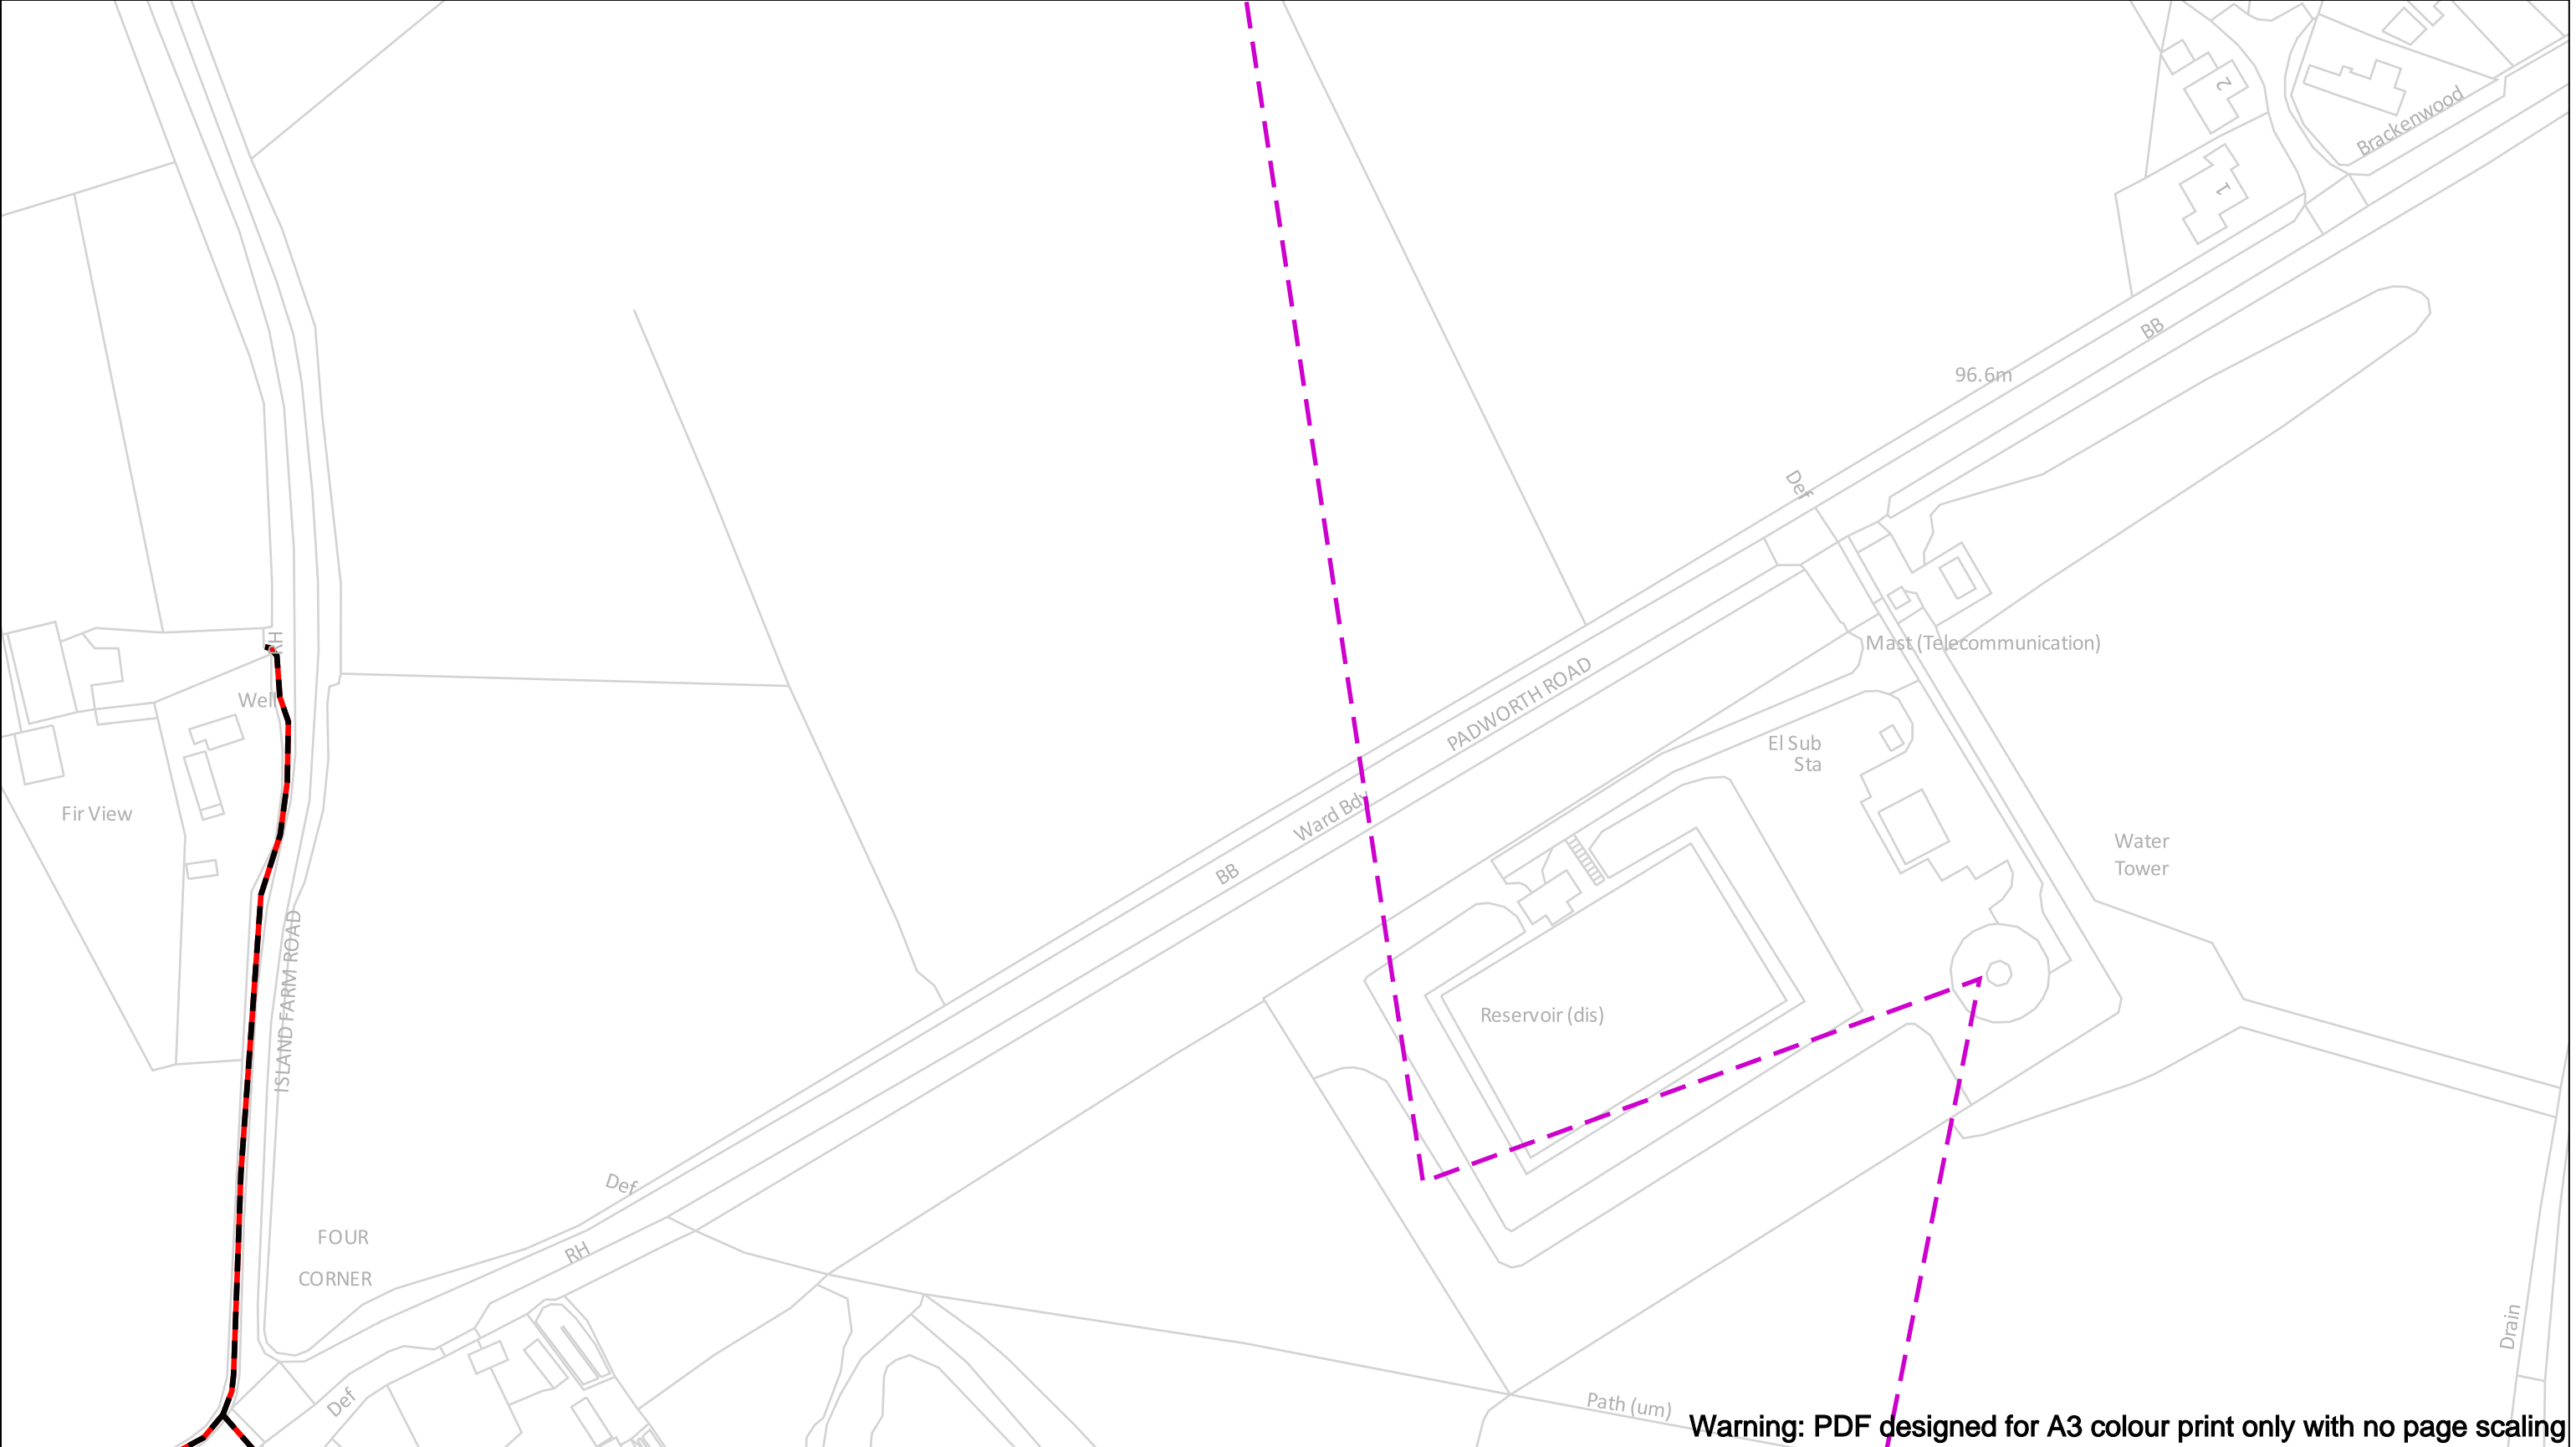 2
Brackenwood
1
BB
96.6m
Def
RH
Mast (Telecommunication)
PADWORTH ROAD
Well
El Sub
Sta
Fir View
Ward Bdy
Water
Tower
BB
ISLAND FARM ROAD
Reservoir (dis)
Def
FOUR
CORNER
RH
Drain
Def
Path (um)
Warning: PDF designed for A3 colour print only with no page scaling